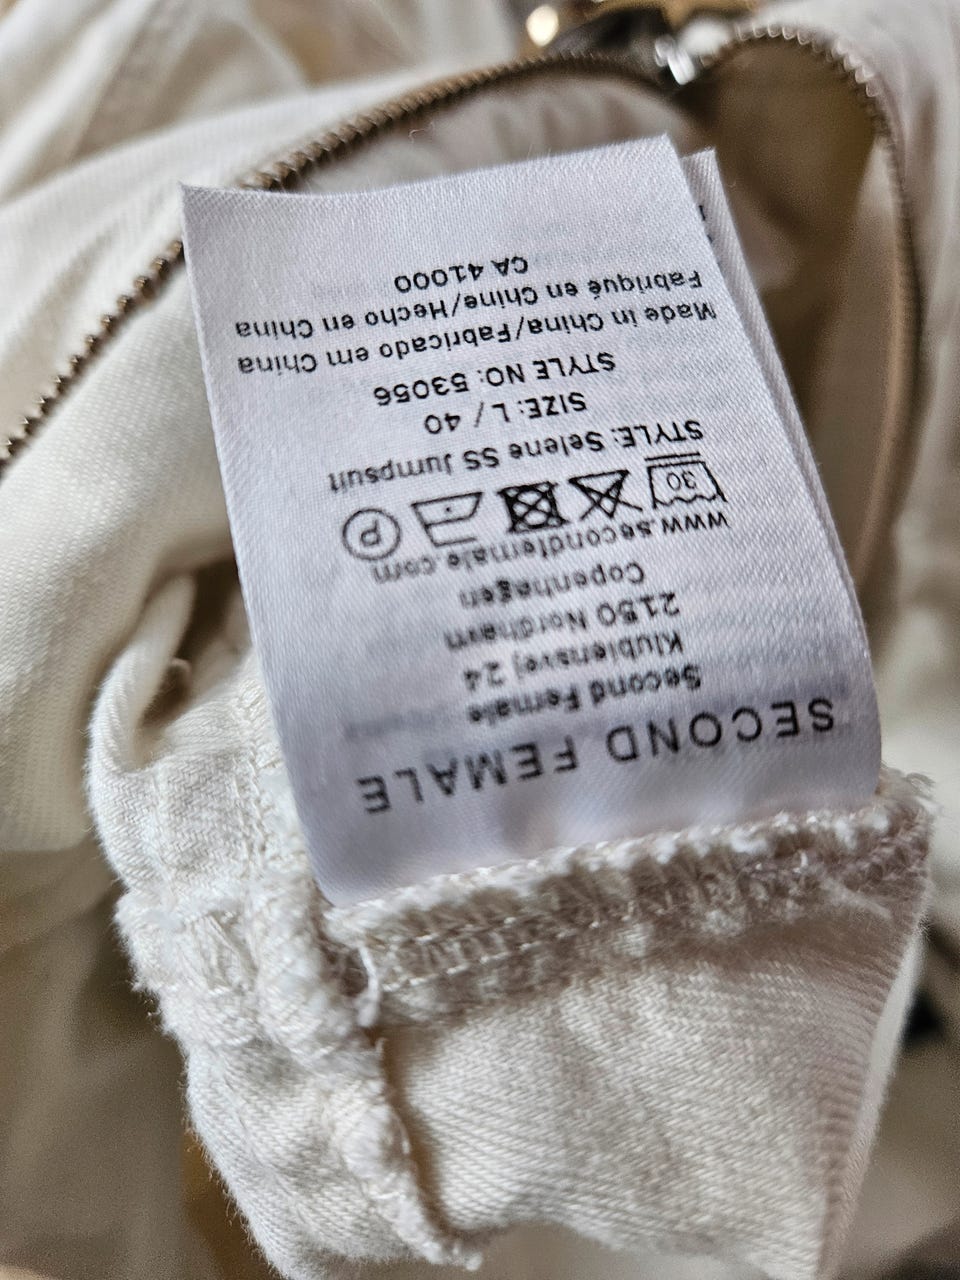 SECOND FEMALE
Second Female
Klubiensvej 24
2150 Nordhavn
Copenhagen
www.secondfemale.com
30 P
STYLE: Selene SS Jumpsuit
SIZE: L / 40
STYLE NO: 53056
Made in China/Fabricado em China
Fabriqué en Chine/Hecho en China
CA 41000